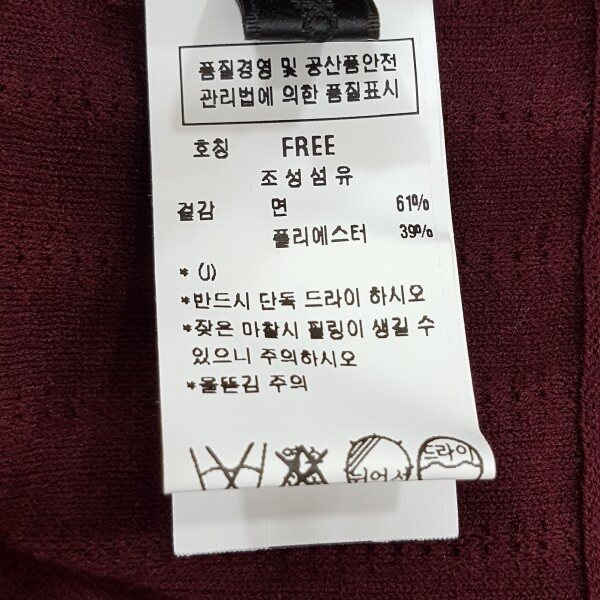 품질경영 및 공산품안전
관리법에 의한 품질표시
호칭 FREE
조성섬유
겉감 면 61%
폴리에스터 39%
* (J)
*반드시 단독 드라이 하시오
*잦은 마찰시 필링이 생길 수
있으니 주의하시오
*올뜯김 주의
뉘어서 드라이